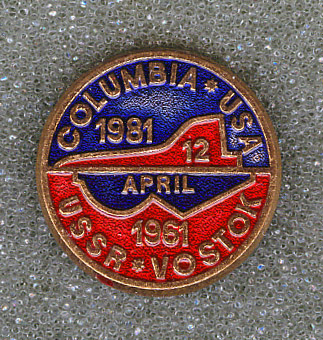 COLUMBIA * USA
1981
12
APRIL
1961
USSR * VOSTOK